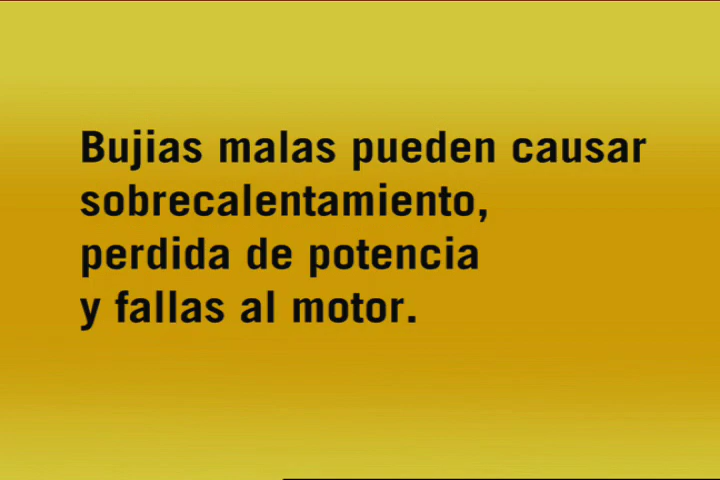 Bujias malas pueden causar
sobrecalentamiento,
perdida de potencia
y fallas al motor.